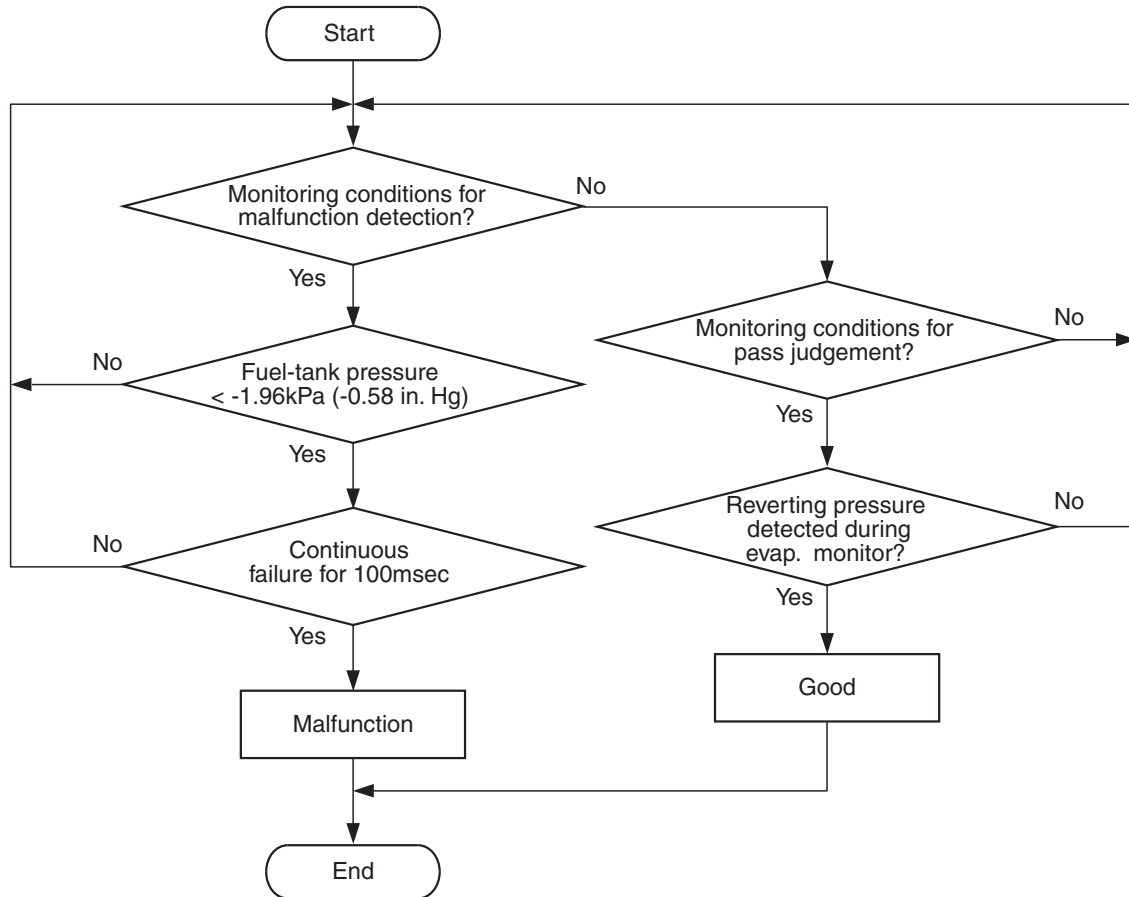 Start
Monitoring conditions for
malfunction detection?
No
Yes
Monitoring conditions for
pass judgement?
No
Yes
Fuel-tank pressure
< -1.96kPa (-0.58 in. Hg)
No
Yes
Reverting pressure
detected during
evap. monitor?
No
Yes
Continuous
failure for 100msec
No
Yes
Good
Malfunction
End